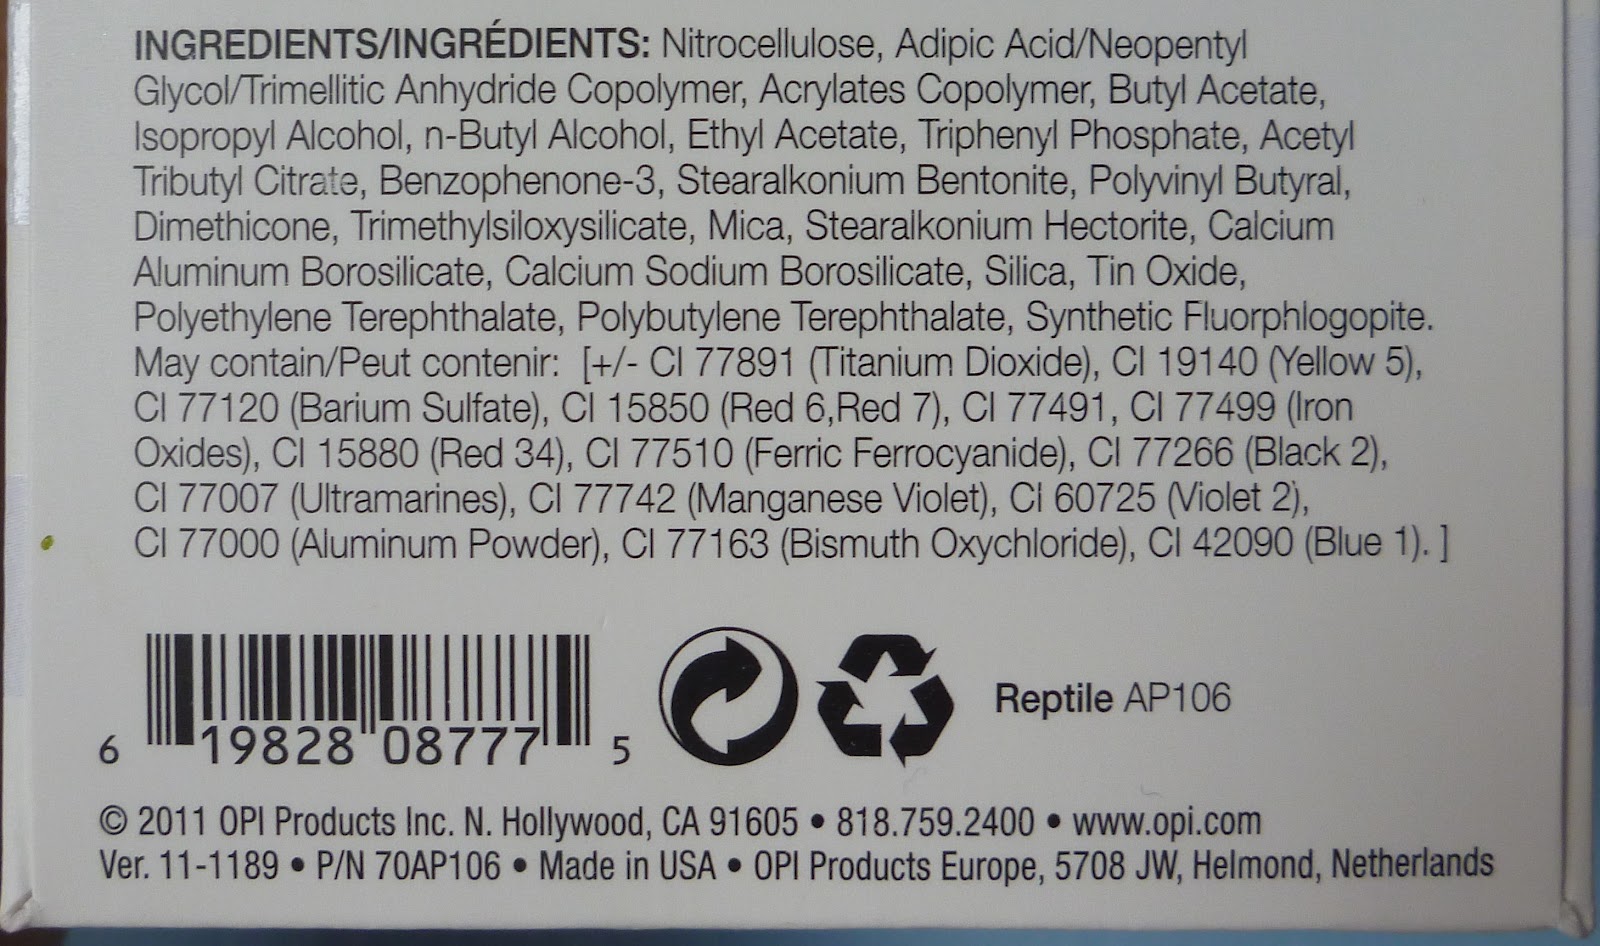 INGREDIENTS/INGRÉDIENTS: Nitrocellulose, Adipic Acid/Neopentyl
Glycol/Trimellitic Anhydride Copolymer, Acrylates Copolymer, Butyl Acetate,
Isopropyl Alcohol, n-Butyl Alcohol, Ethyl Acetate, Triphenyl Phosphate, Acetyl
Tributyl Citrate, Benzophenone-3, Stearalkonium Bentonite, Polyvinyl Butyral,
Dimethicone, Trimethylsiloxysilicate, Mica, Stearalkonium Hectorite, Calcium
Aluminum Borosilicate, Calcium Sodium Borosilicate, Silica, Tin Oxide,
Polyethylene Terephthalate, Polybutylene Terephthalate, Synthetic Fluorphlogopite.
May contain/Peut contenir: [+/- CI 77891 (Titanium Dioxide), CI 19140 (Yellow 5),
CI 77120 (Barium Sulfate), CI 15850 (Red 6,Red 7), CI 77491, CI 77499 (Iron
Oxides), CI 15880 (Red 34), CI 77510 (Ferric Ferrocyanide), CI 77266 (Black 2),
CI 77007 (Ultramarines), CI 77742 (Manganese Violet), CI 60725 (Violet 2),
CI 77000 (Aluminum Powder), CI 77163 (Bismuth Oxychloride), CI 42090 (Blue 1). ]
6 19828 08777 5
Reptile AP106
© 2011 OPI Products Inc. N. Hollywood, CA 91605 • 818.759.2400 • www.opi.com
Ver. 11-1189 • P/N 70AP106 • Made in USA • OPI Products Europe, 5708 JW, Helmond, Netherlands